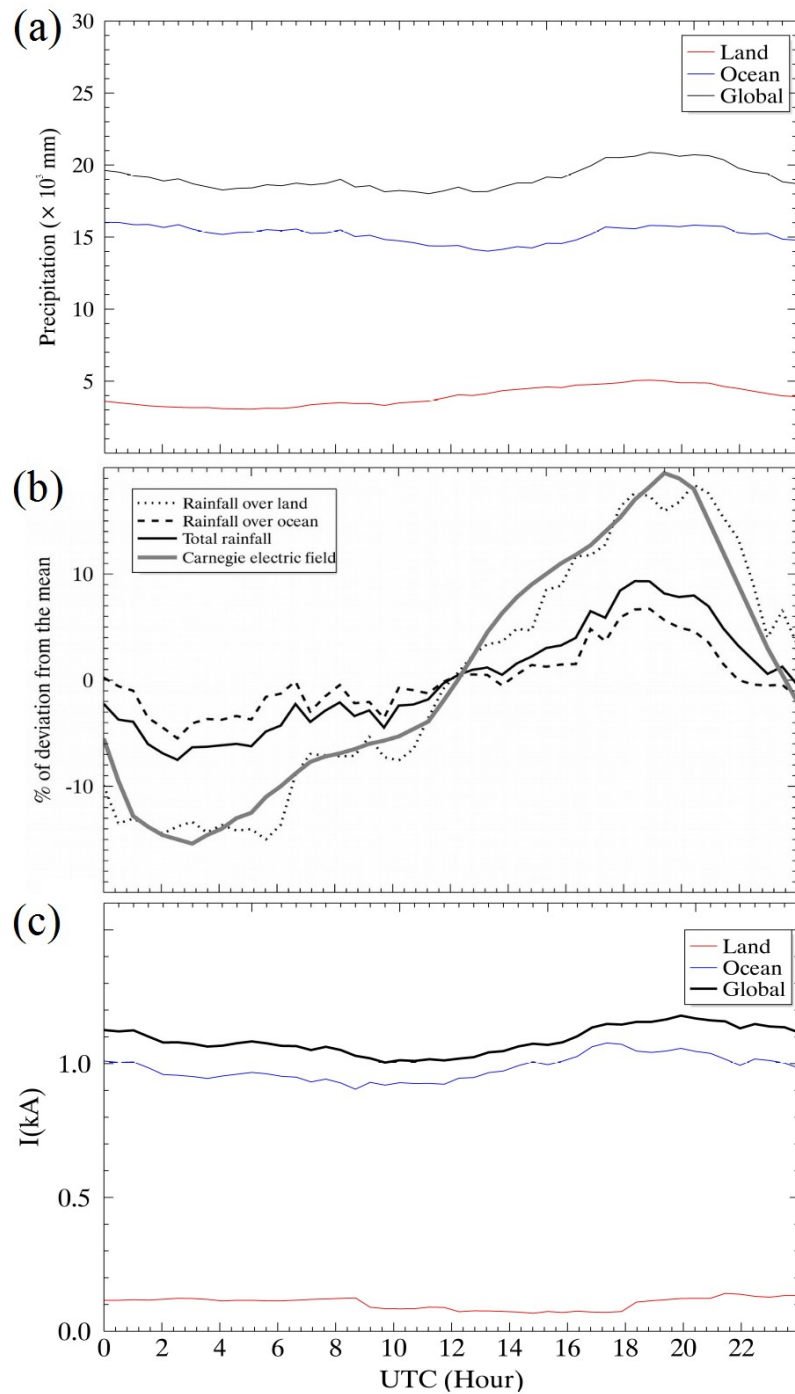 (a)
30
25
20
15
10
5
Precipitation (× 10³ mm)
Land
Ocean
Global
(b)
10
0
-10
% of deviation from the mean
Rainfall over land
Rainfall over ocean
Total rainfall
Carnegie electric field
(c)
1.0
0.5
0.0
I(kA)
Land
Ocean
Global
0 2 4 6 8 10 12 14 16 18 20 22
UTC (Hour)